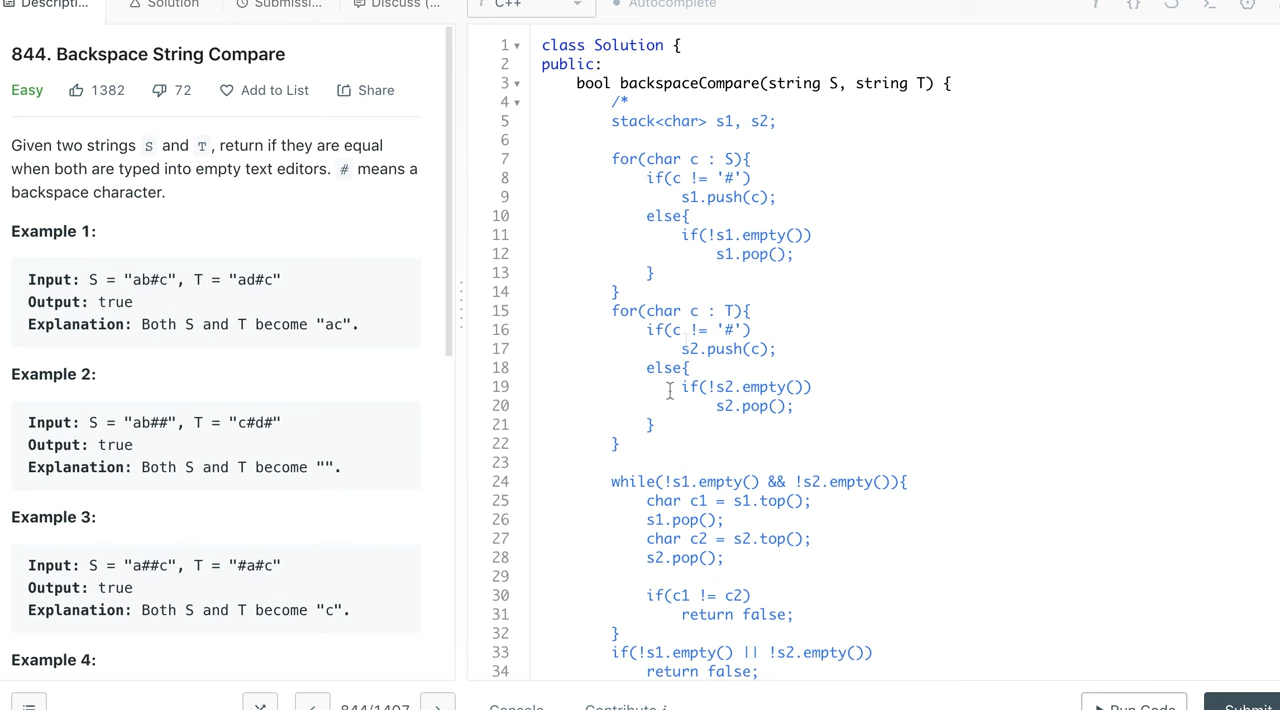 Descripti...
Solution
Submissi...
Discuss (...
C++
Autocomplete
844. Backspace String Compare
Easy 1382 72 Add to List Share
Given two strings S and T, return if they are equal
when both are typed into empty text editors. # means a
backspace character.
Example 1:
Input: S = "ab#c", T = "ad#c"
Output: true
Explanation: Both S and T become "ac".
Example 2:
Input: S = "ab##", T = "c#d#"
Output: true
Explanation: Both S and T become "".
Example 3:
Input: S = "a##c", T = "#a#c"
Output: true
Explanation: Both S and T become "c".
Example 4:
1 class Solution {
2 public:
3 bool backspaceCompare(string S, string T) {
4 /*
5 stack<char> s1, s2;
6
7 for(char c : S){
8 if(c != '#')
9 s1.push(c);
10 else{
11 if(!s1.empty())
12 s1.pop();
13 }
14 }
15 for(char c : T){
16 if(c != '#')
17 s2.push(c);
18 else{
19 if(!s2.empty())
20 s2.pop();
21 }
22 }
23
24 while(!s1.empty() && !s2.empty()){
25 char c1 = s1.top();
26 s1.pop();
27 char c2 = s2.top();
28 s2.pop();
29
30 if(c1 != c2)
31 return false;
32 }
33 if(!s1.empty() || !s2.empty())
34 return false;
844/1407
Console
Contribute i
Run Code
Submit